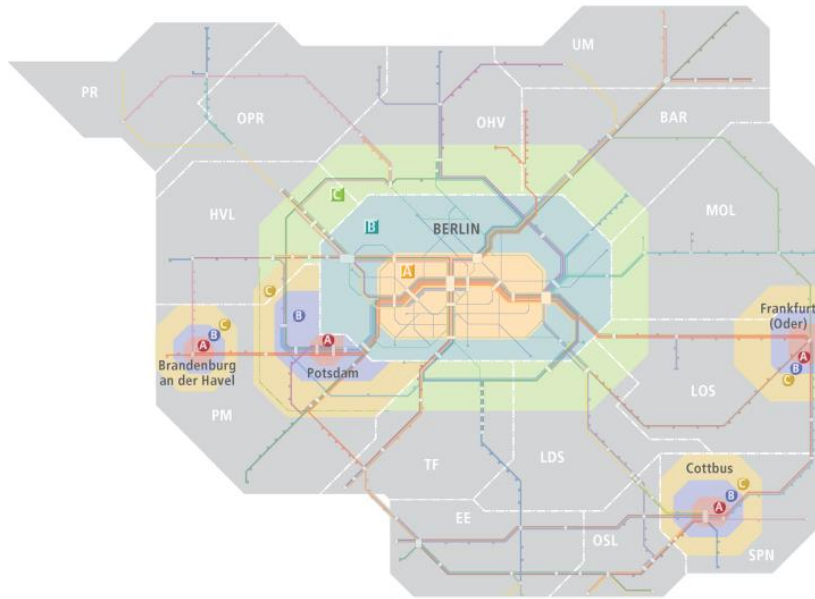 UM
PR
OPR
OHV
BAR
C
HVL
B
BERLIN
MOL
A
C
B
Frankfurt
(Oder)
C
B
A
A
A
B
C
Brandenburg
an der Havel
Potsdam
PM
LOS
TF
LDS
Cottbus
C
B
A
EE
OSL
SPN